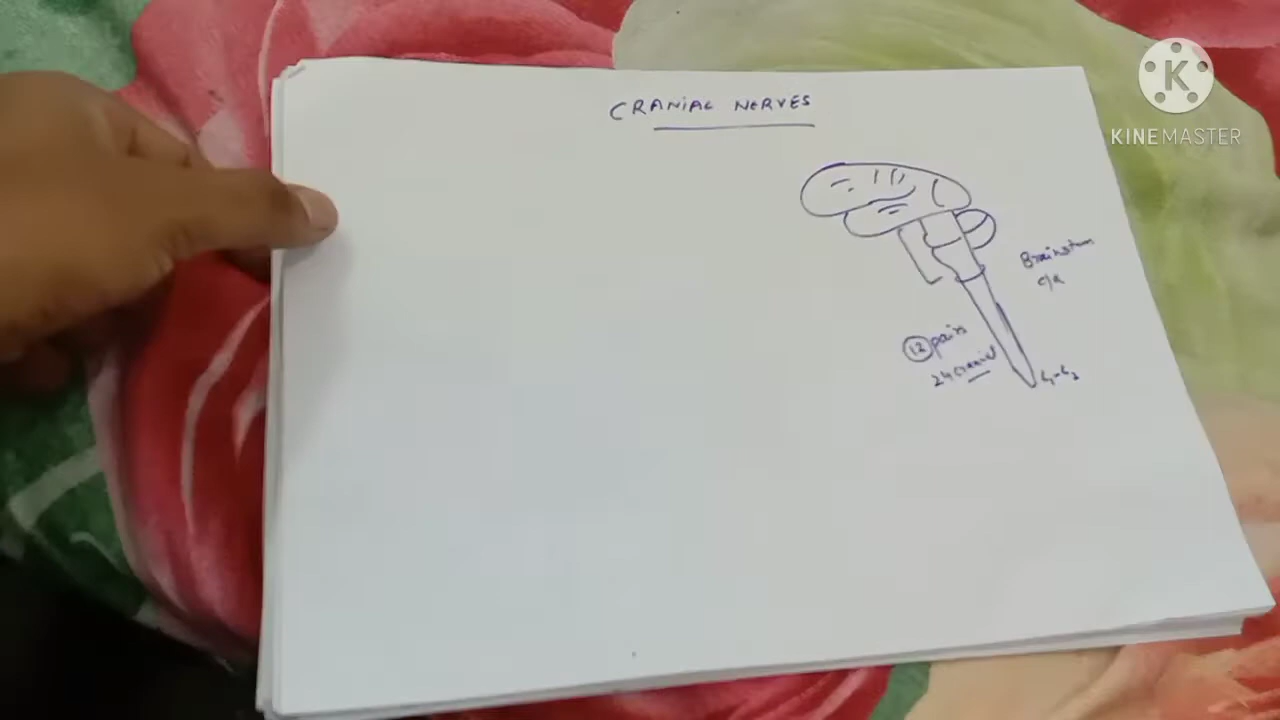 CRANIAL NERVES
KINEMASTER
Brainstem
12 pairs
24 cranial